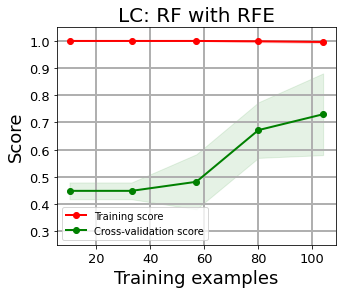 LC: RF with RFE
1.0
0.9
0.8
0.7
0.6
0.5
0.4
0.3
Score
Training score
Cross-validation score
20 40 60 80 100
Training examples